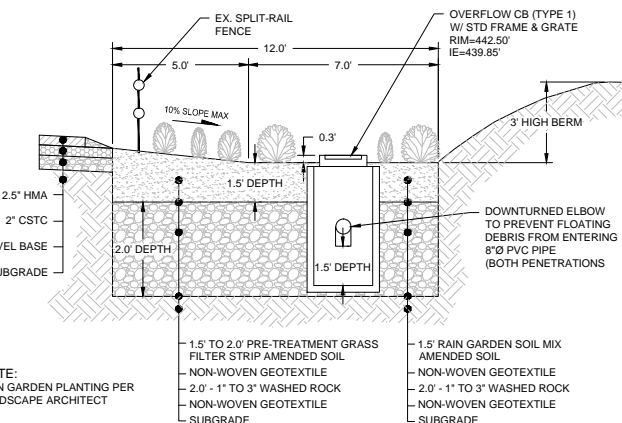 EX. SPLIT-RAIL
FENCE
OVERFLOW CB (TYPE 1)
W/ STD FRAME & GRATE
RIM=442.50'
IE=439.85'
12.0'
5.0'
7.0'
10% SLOPE MAX
0.3'
3' HIGH BERM
1.5' DEPTH
2.5" HMA
2" CSTC
VEL BASE
UBGRADE
2.0' DEPTH
1.5' DEPTH
DOWNTURNED ELBOW
TO PREVENT FLOATING
DEBRIS FROM ENTERING
8"Ø PVC PIPE
(BOTH PENETRATIONS
1.5' TO 2.0' PRE-TREATMENT GRASS
FILTER STRIP AMENDED SOIL
NON-WOVEN GEOTEXTILE
2.0' - 1" TO 3" WASHED ROCK
NON-WOVEN GEOTEXTILE
SUBGRADE
1.5' RAIN GARDEN SOIL MIX
AMENDED SOIL
NON-WOVEN GEOTEXTILE
2.0' - 1" TO 3" WASHED ROCK
NON-WOVEN GEOTEXTILE
SUBGRADE
TE:
N GARDEN PLANTING PER
DSCAPE ARCHITECT